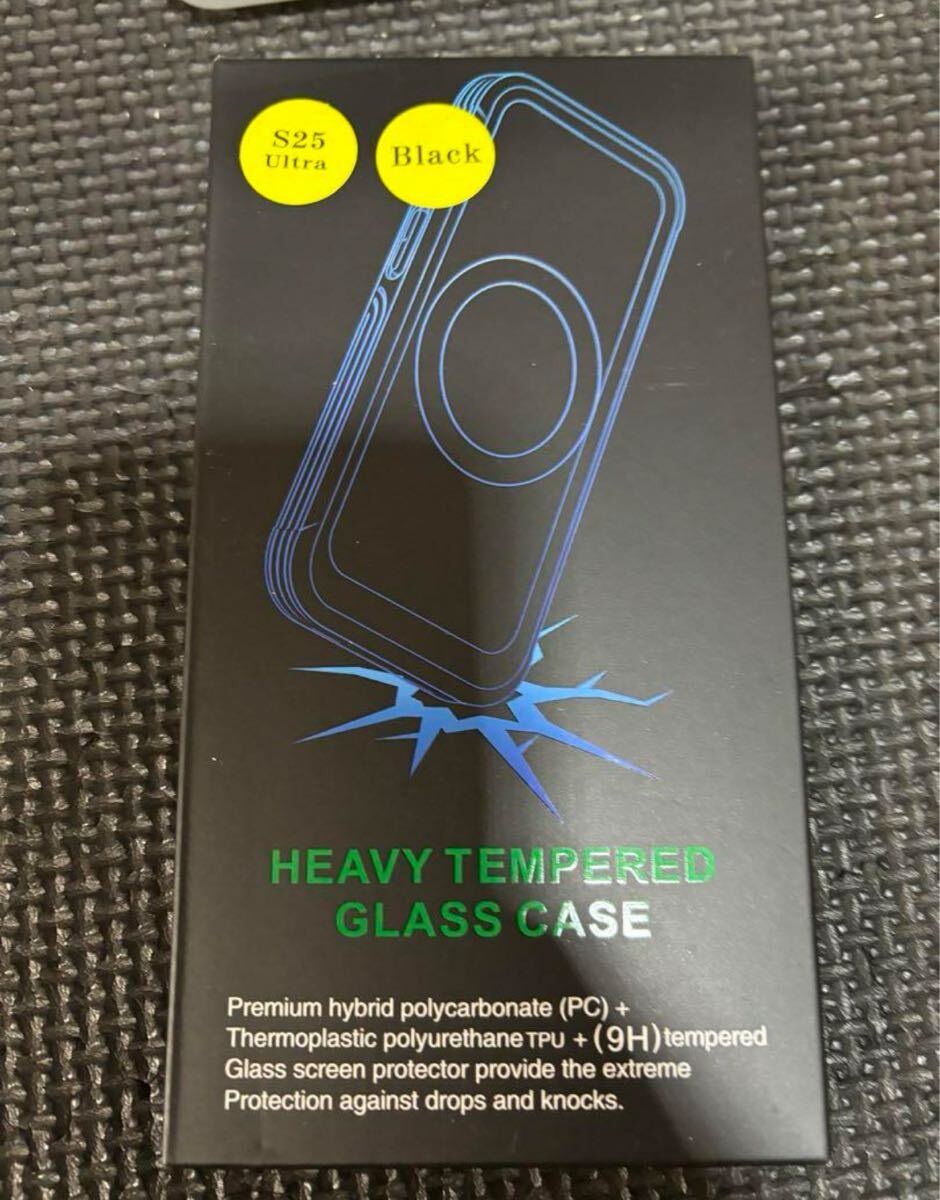 S25
Ultra
Black
HEAVY TEMPERED
GLASS CASE
Premium hybrid polycarbonate (PC) +
Thermoplastic polyurethane TPU + (9H) tempered
Glass screen protector provide the extreme
Protection against drops and knocks.